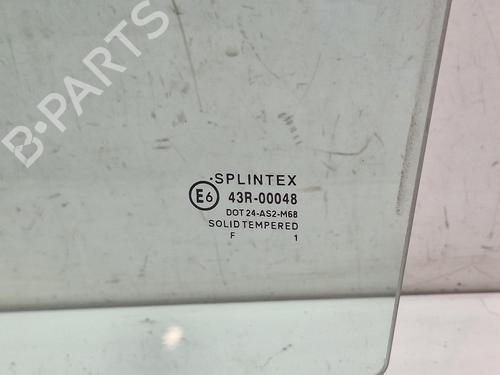 B-PARTS
·SPLINTEX
E6 43R-00048
DOT 24-AS2-M68
SOLID TEMPERED
F 1